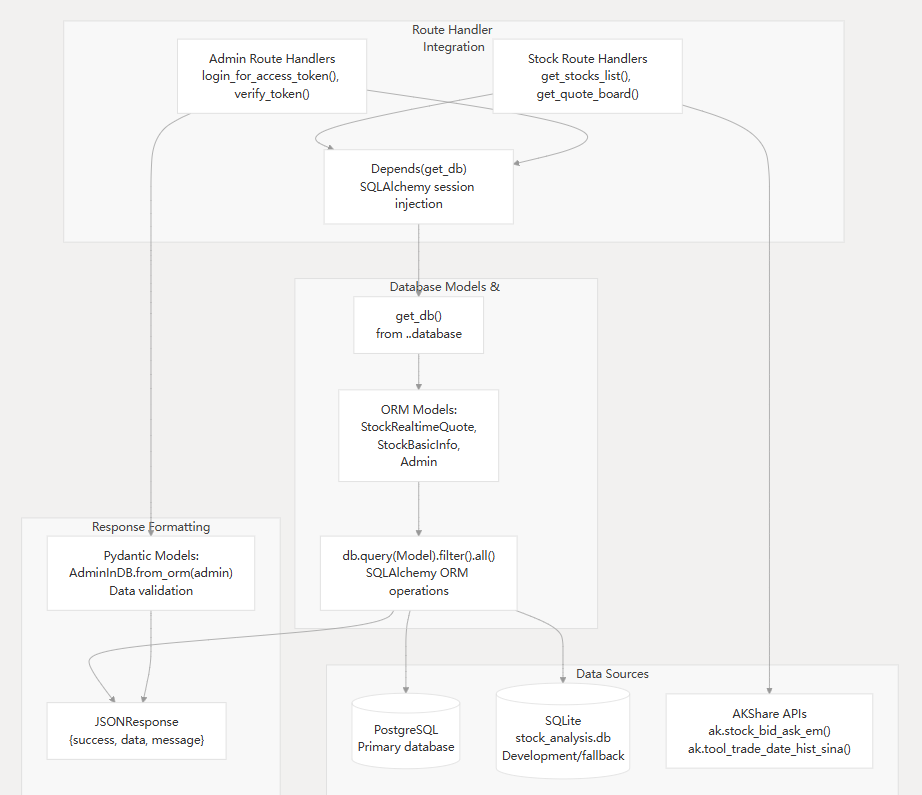 Route Handler
Integration
Admin Route Handlers
login_for_access_token(),
verify_token()
Stock Route Handlers
get_stocks_list(),
get_quote_board()
Depends(get_db)
SQLAlchemy session
injection
Database Models &
get_db()
from ..database
ORM Models:
StockRealtimeQuote,
StockBasicInfo,
Admin
Response Formatting
Pydantic Models:
AdminInDB.from_orm(admin)
Data validation
db.query(Model).filter().all()
SQLAlchemy ORM
operations
Data Sources
JSONResponse
{success, data, message}
PostgreSQL
Primary database
SQLite
stock_analysis.db
Development/fallback
AKShare APIs
ak.stock_bid_ask_em()
ak.tool_trade_date_hist_sina()